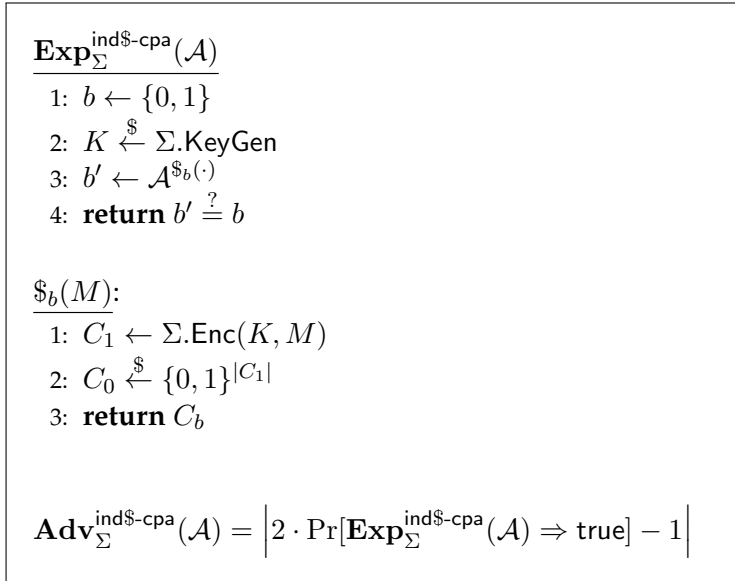 Exp_Σ^{ind$-cpa}(𝒜)
1: b ← {0, 1}
2: K ←^$ Σ.KeyGen
3: b′ ← 𝒜^{$_b(·)}
4: return b′ ≟ b
$_b(M):
1: C_1 ← Σ.Enc(K, M)
2: C_0 ←^$ {0, 1}^{|C_1|}
3: return C_b
Adv_Σ^{ind$-cpa}(𝒜) = |2 · Pr[Exp_Σ^{ind$-cpa}(𝒜) ⇒ true] − 1|